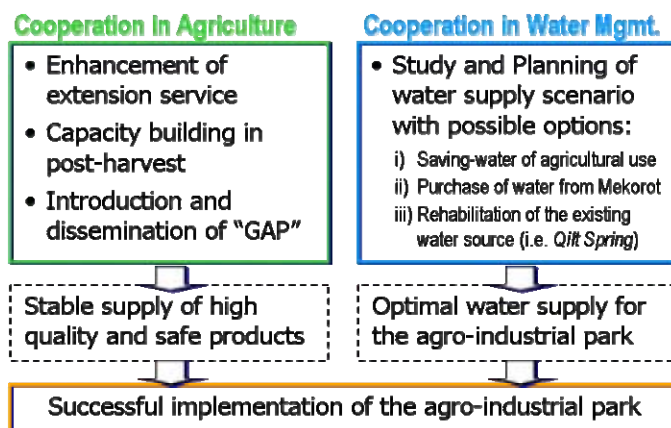 Cooperation in Agriculture
• Enhancement of
extension service
• Capacity building in
post-harvest
• Introduction and
dissemination of “GAP”
Stable supply of high
quality and safe products
Cooperation in Water Mgmt.
• Study and Planning of
water supply scenario
with possible options:
i) Saving-water of agricultural use
ii) Purchase of water from Mekorot
iii) Rehabilitation of the existing
water source (i.e. Qilt Spring)
Optimal water supply for
the agro-industrial park
Successful implementation of the agro-industrial park